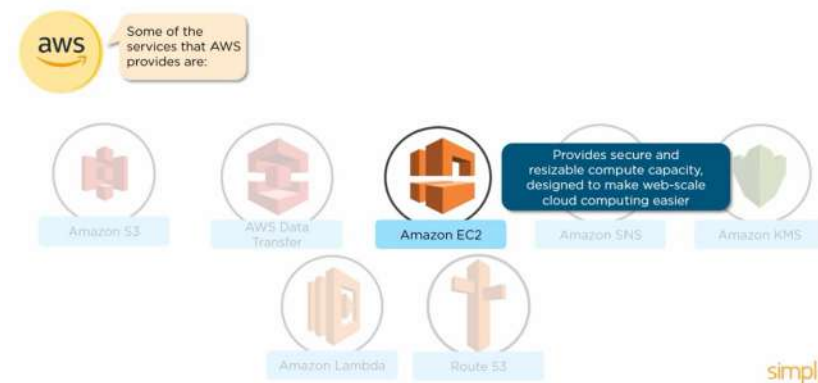 aws
Some of the
services that AWS
provides are:
Provides secure and
resizable compute capacity,
designed to make web-scale
cloud computing easier
Amazon S3
AWS Data
Transfer
Amazon EC2
Amazon SNS
Amazon KMS
Amazon Lambda
Route 53
simpl